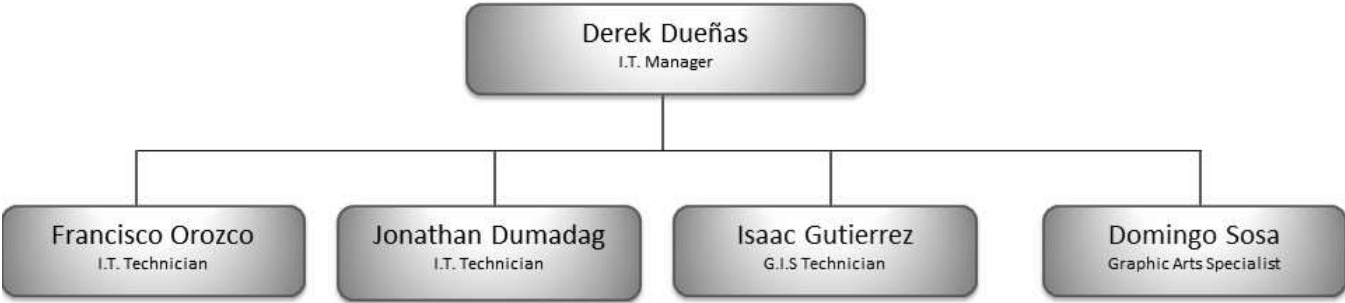 Derek Dueñas
I.T. Manager
Francisco Orozco
I.T. Technician
Jonathan Dumadag
I.T. Technician
Isaac Gutierrez
G.I.S Technician
Domingo Sosa
Graphic Arts Specialist